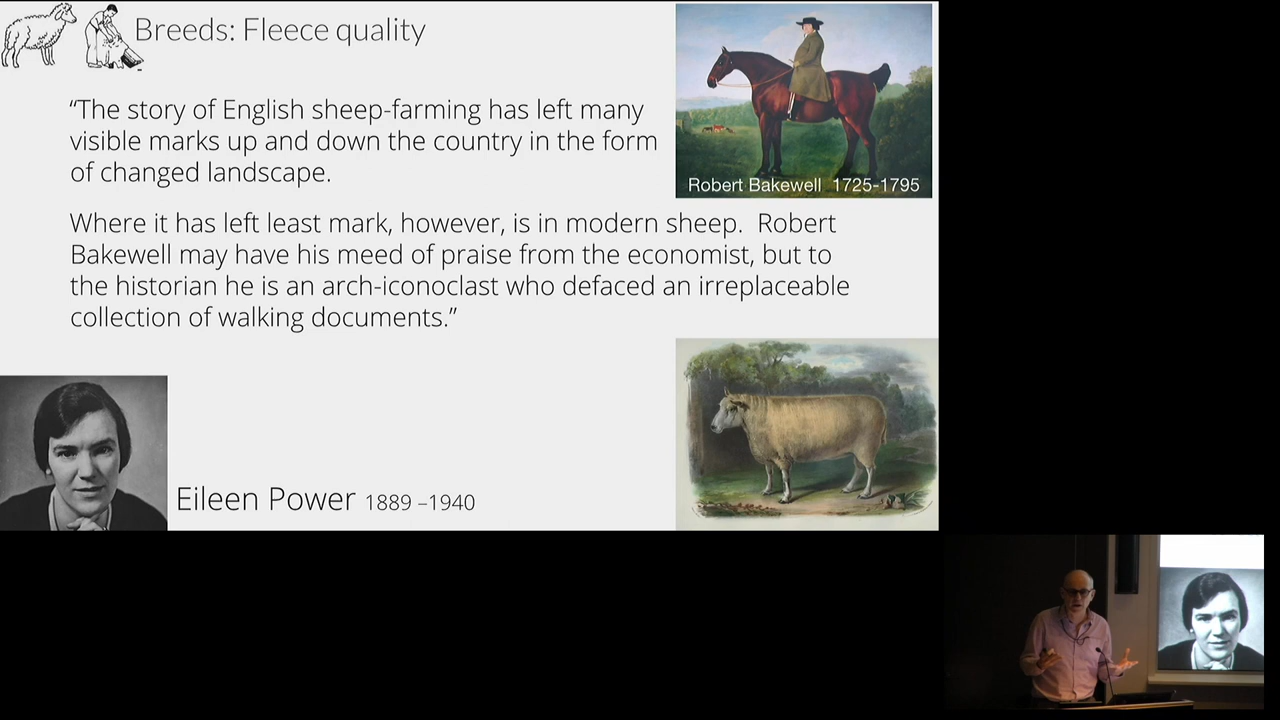 Breeds: Fleece quality
“The story of English sheep-farming has left many
visible marks up and down the country in the form
of changed landscape.
Robert Bakewell 1725-1795
Where it has left least mark, however, is in modern sheep. Robert
Bakewell may have his meed of praise from the economist, but to
the historian he is an arch-iconoclast who defaced an irreplaceable
collection of walking documents.”
Eileen Power 1889 –1940